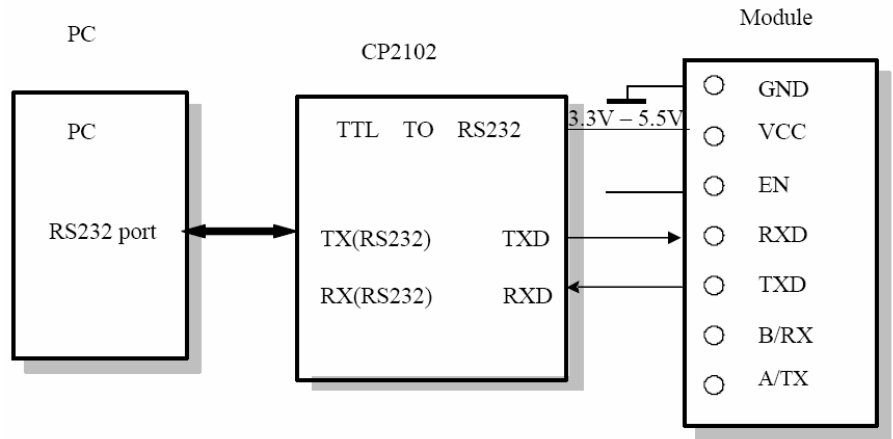 PC
PC
RS232 port
CP2102
TTL TO RS232
TX(RS232) TXD
RX(RS232) RXD
3.3V – 5.5V
Module
GND
VCC
EN
RXD
TXD
B/RX
A/TX